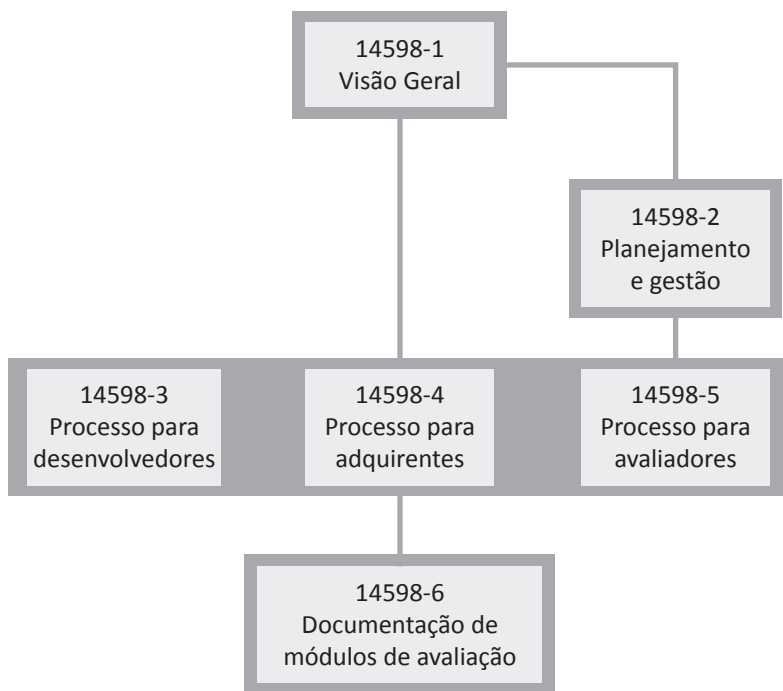 14598-1
Visão Geral
14598-2
Planejamento
e gestão
14598-3
Processo para
desenvolvedores
14598-4
Processo para
adquirentes
14598-5
Processo para
avaliadores
14598-6
Documentação de
módulos de avaliação